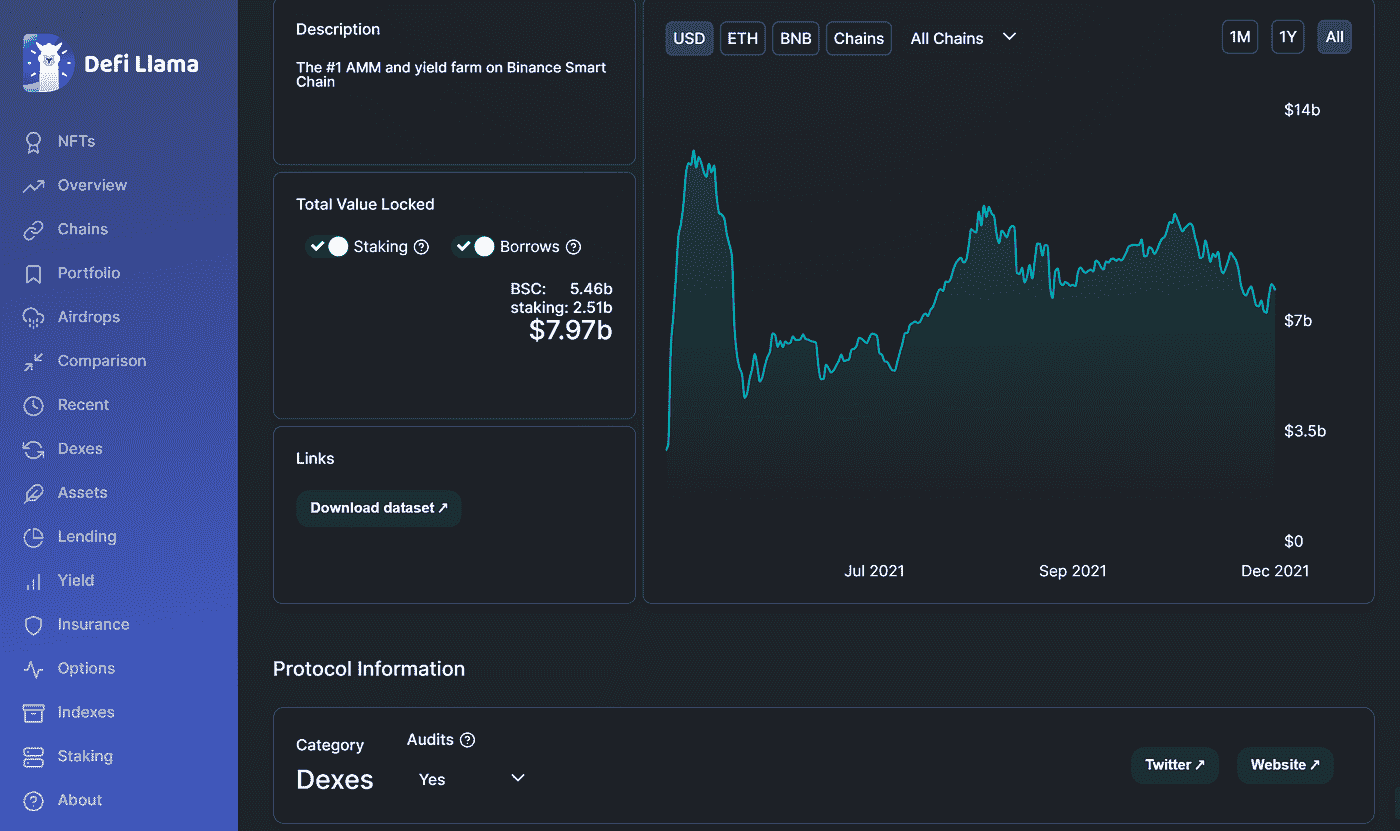 Defi Llama
NFTs
Overview
Chains
Portfolio
Airdrops
Comparison
Recent
Dexes
Assets
Lending
Yield
Insurance
Options
Indexes
Staking
About
Description
The #1 AMM and yield farm on Binance Smart
Chain
Total Value Locked
Staking
Borrows
BSC: 5.46b
staking: 2.51b
$7.97b
Links
Download dataset ↗
USD ETH BNB Chains All Chains
1M 1Y All
$14b
$7b
$3.5b
$0
Jul 2021 Sep 2021 Dec 2021
Protocol Information
Category
Dexes
Audits
Yes
Twitter ↗
Website ↗